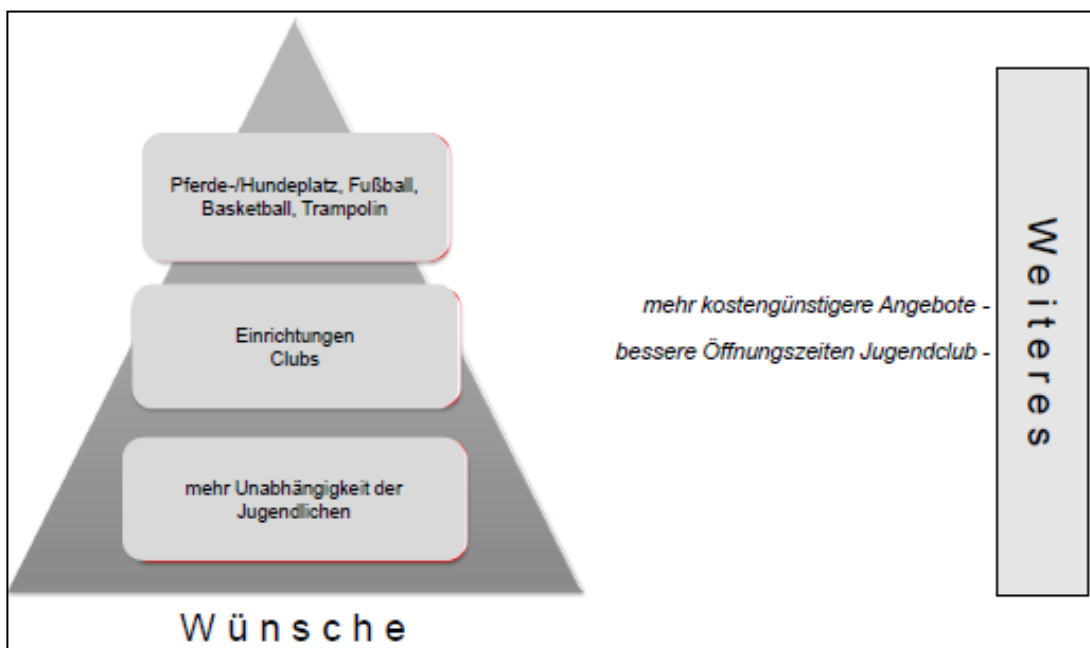 Pferde-/Hundeplatz, Fußball,
Basketball, Trampolin
Einrichtungen
Clubs
mehr Unabhängigkeit der
Jugendlichen
Wünsche
mehr kostengünstigere Angebote -
bessere Öffnungszeiten Jugendclub -
Weiteres